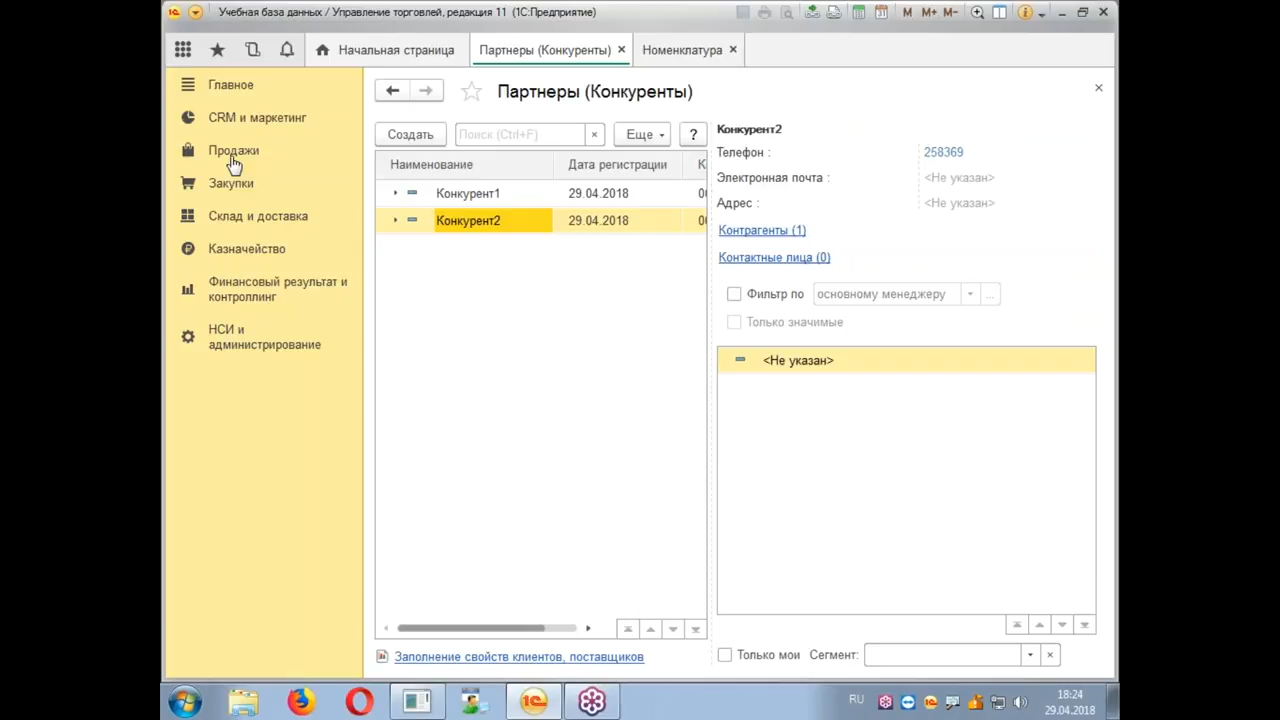 Учебная база данных / Управление торговлей, редакция 11 (1С:Предприятие)
M M+ M-
Начальная страница
Партнеры (Конкуренты) ×
Номенклатура ×
Главное
CRM и маркетинг
Продажи
Закупки
Склад и доставка
Казначейство
Финансовый результат и
контроллинг
НСИ и
администрирование
Партнеры (Конкуренты)
Создать
Поиск (Ctrl+F)
×
Еще
?
Наименование
Дата регистрации
К
Конкурент1
29.04.2018
00
Конкурент2
29.04.2018
00
Заполнение свойств клиентов, поставщиков
Конкурент2
Телефон :
258369
Электронная почта :
<Не указан>
Адрес :
<Не указан>
Контрагенты (1)
Контактные лица (0)
Фильтр по
основному менеджеру
...
Только значимые
<Не указан>
Только мои
Сегмент:
×
RU
18:24
29.04.2018